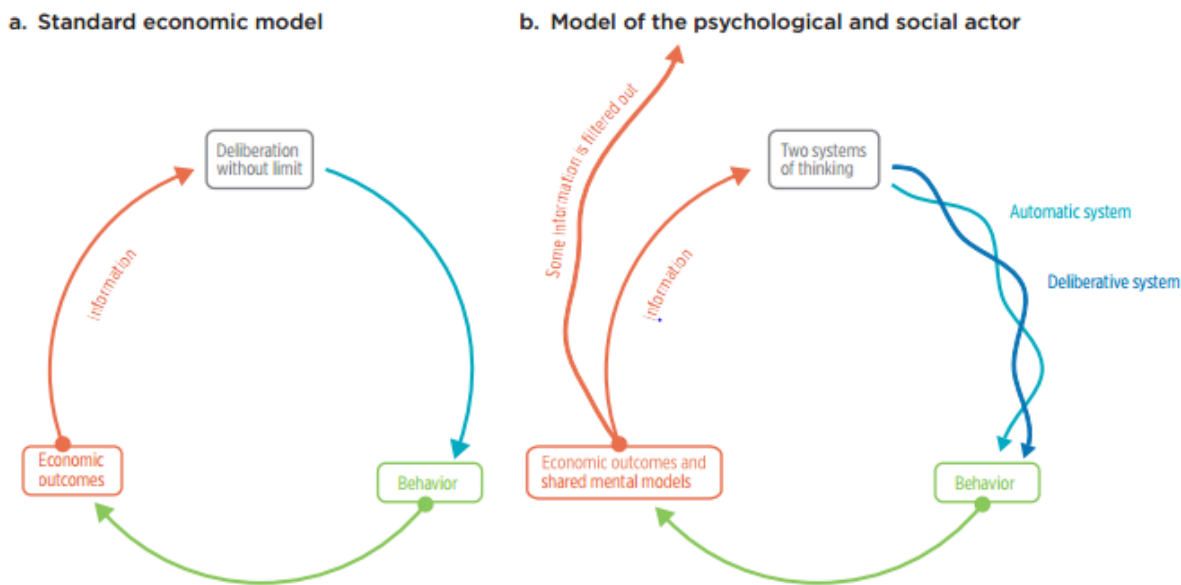 a. Standard economic model
b. Model of the psychological and social actor
Deliberation
without limit
information
Economic
outcomes
Behavior
Some information is filtered out
Two systems
of thinking
Automatic system
Deliberative system
information
Economic outcomes and
shared mental models
Behavior